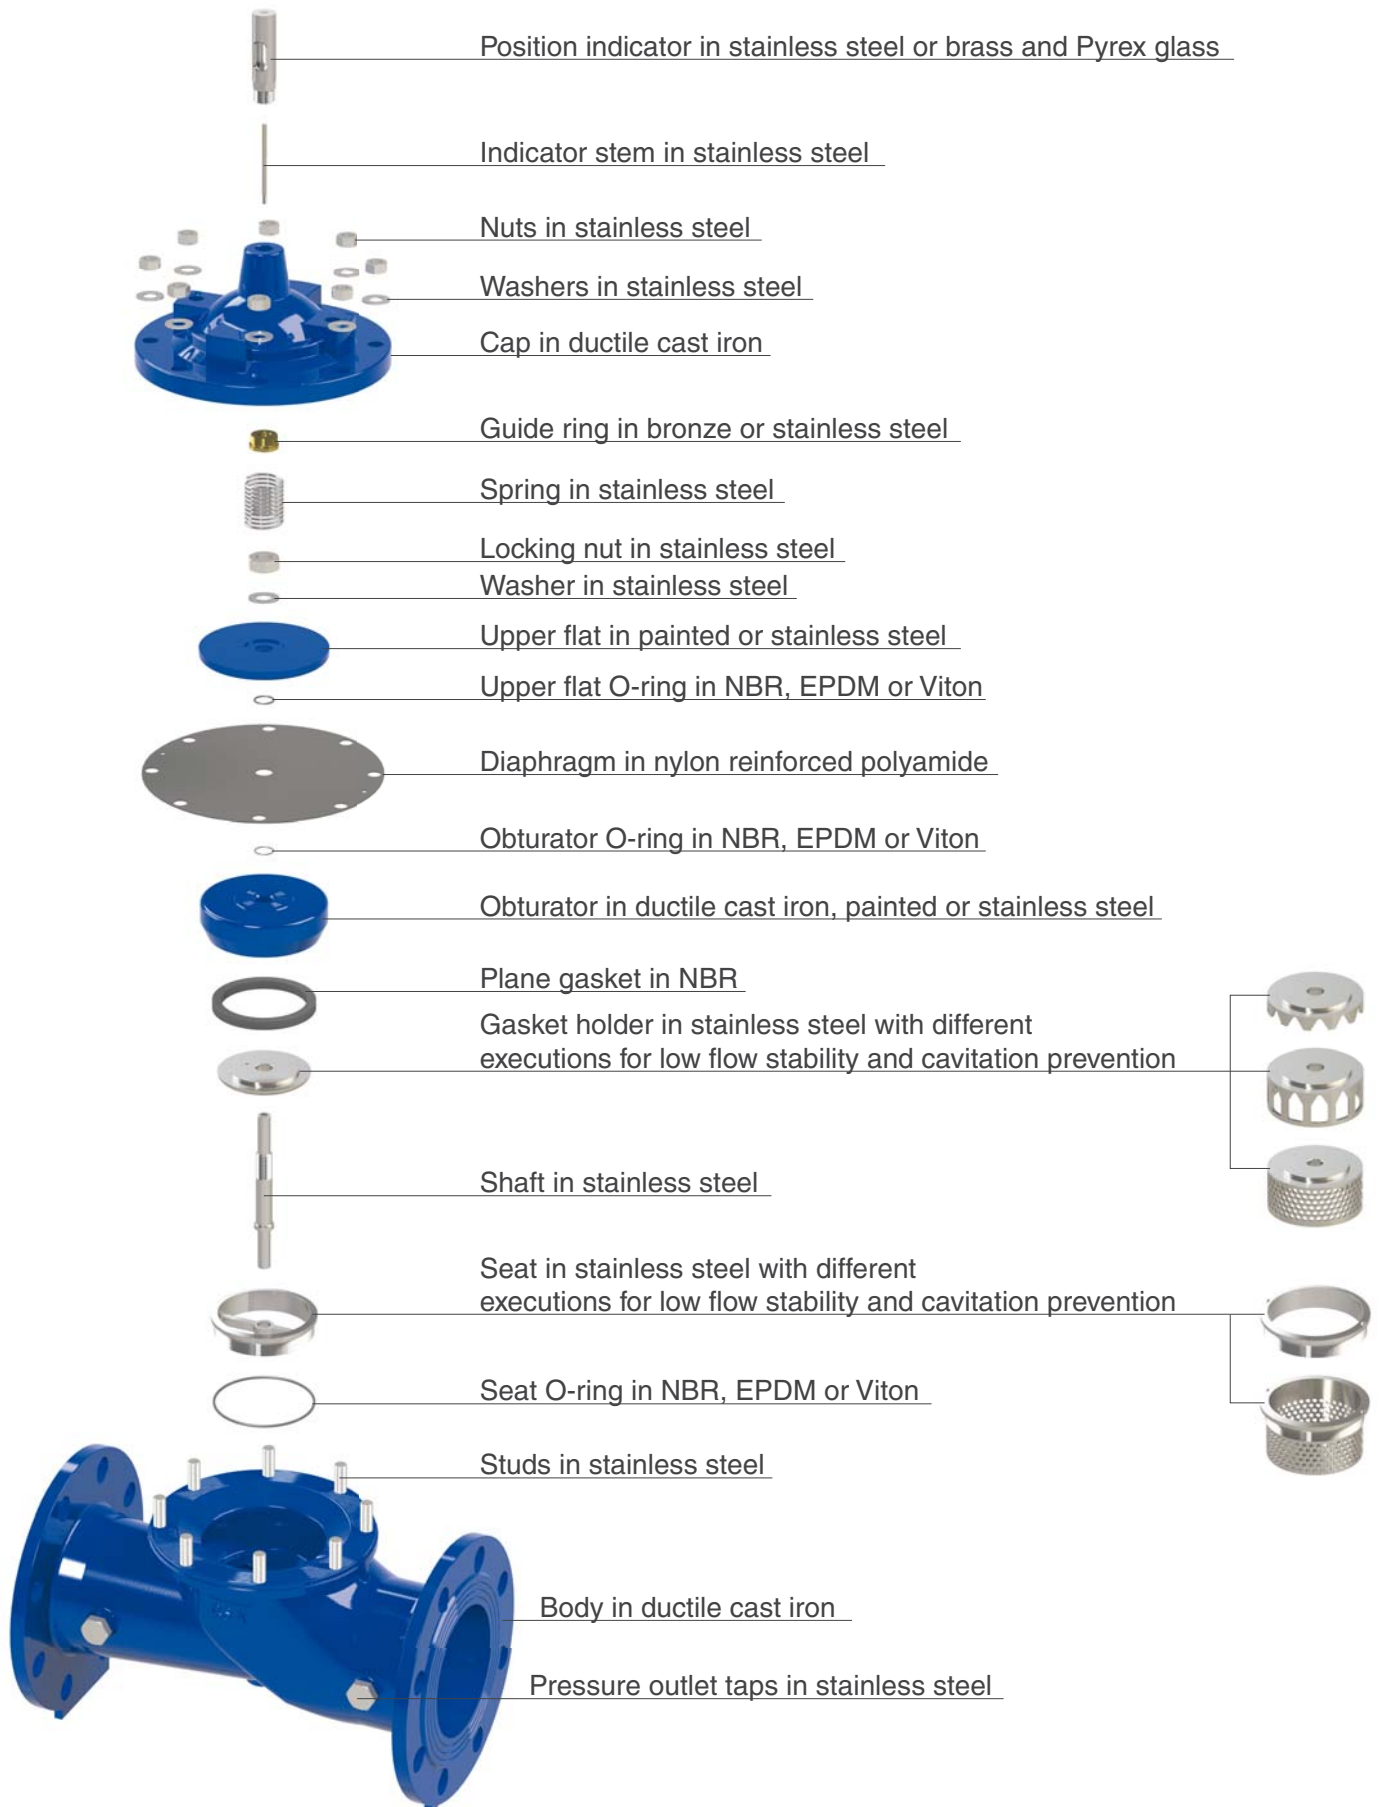 Position indicator in stainless steel or brass and Pyrex glass
Indicator stem in stainless steel
Nuts in stainless steel
Washers in stainless steel
Cap in ductile cast iron
Guide ring in bronze or stainless steel
Spring in stainless steel
Locking nut in stainless steel
Washer in stainless steel
Upper flat in painted or stainless steel
Upper flat O-ring in NBR, EPDM or Viton
Diaphragm in nylon reinforced polyamide
Obturator O-ring in NBR, EPDM or Viton
Obturator in ductile cast iron, painted or stainless steel
Plane gasket in NBR
Gasket holder in stainless steel with different
executions for low flow stability and cavitation prevention
Shaft in stainless steel
Seat in stainless steel with different
executions for low flow stability and cavitation prevention
Seat O-ring in NBR, EPDM or Viton
Studs in stainless steel
Body in ductile cast iron
Pressure outlet taps in stainless steel